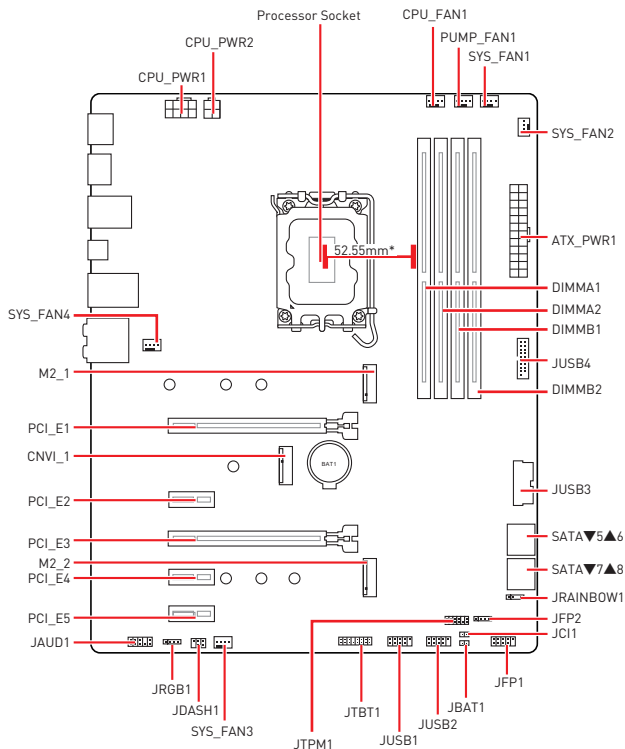 Processor Socket
CPU_FAN1
PUMP_FAN1
SYS_FAN1
CPU_PWR2
CPU_PWR1
SYS_FAN2
ATX_PWR1
52.55mm*
DIMMA1
DIMMA2
SYS_FAN4
DIMMB1
JUSB4
M2_1
DIMMB2
PCI_E1
CNVI_1
BAT1
JUSB3
PCI_E2
SATA▼5▲6
PCI_E3
M2_2
SATA▼7▲8
PCI_E4
JRAINBOW1
PCI_E5
JFP2
JCI1
JAUD1
JRGB1
JDASH1
SYS_FAN3
JTPM1
JTBT1
JUSB1
JUSB2
JBAT1
JFP1